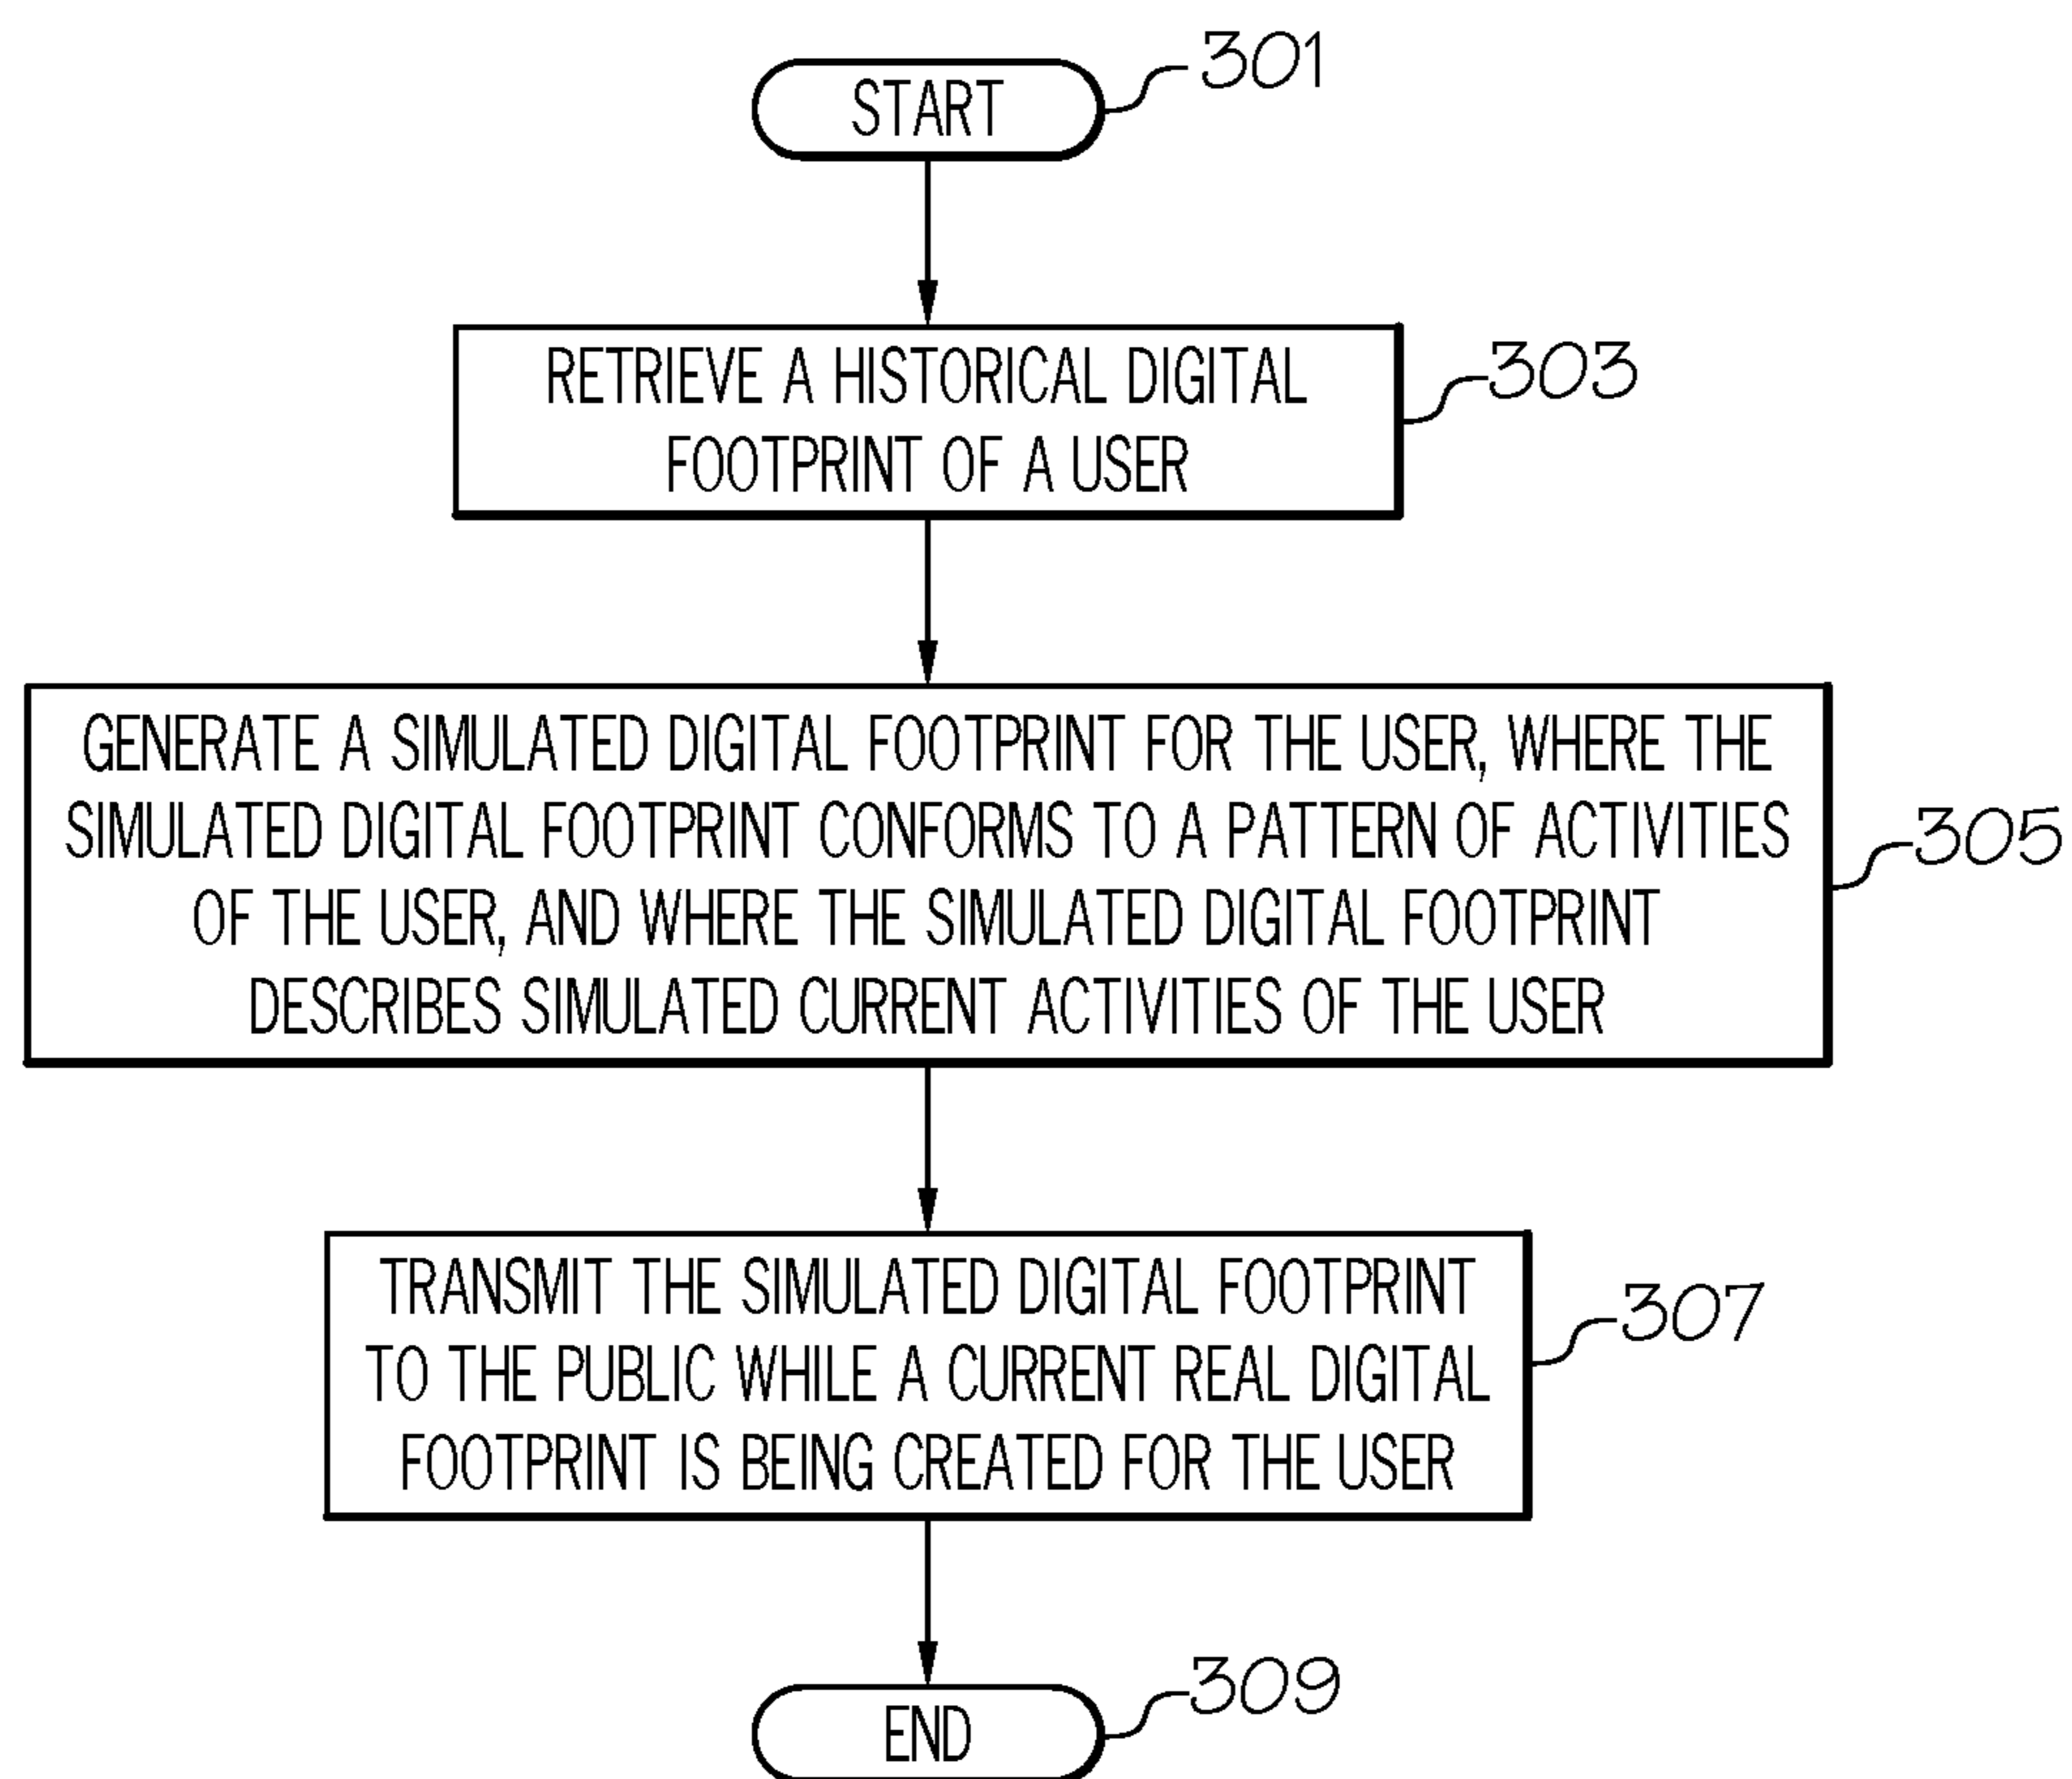 START
301
RETRIEVE A HISTORICAL DIGITAL
FOOTPRINT OF A USER
303
GENERATE A SIMULATED DIGITAL FOOTPRINT FOR THE USER, WHERE THE
SIMULATED DIGITAL FOOTPRINT CONFORMS TO A PATTERN OF ACTIVITIES
OF THE USER, AND WHERE THE SIMULATED DIGITAL FOOTPRINT
DESCRIBES SIMULATED CURRENT ACTIVITIES OF THE USER
305
TRANSMIT THE SIMULATED DIGITAL FOOTPRINT
TO THE PUBLIC WHILE A CURRENT REAL DIGITAL
FOOTPRINT IS BEING CREATED FOR THE USER
307
END
309